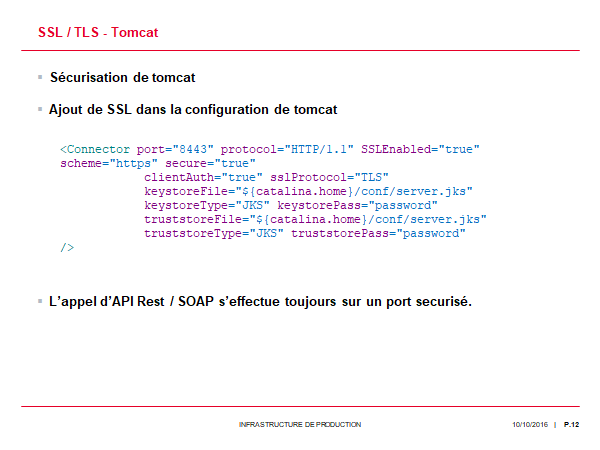 SSL / TLS - Tomcat
Sécurisation de tomcat
Ajout de SSL dans la configuration de tomcat
<Connector port="8443" protocol="HTTP/1.1" SSLEnabled="true"
scheme="https" secure="true"
clientAuth="true" sslProtocol="TLS"
keystoreFile="${catalina.home}/conf/server.jks"
keystoreType="JKS" keystorePass="password"
truststoreFile="${catalina.home}/conf/server.jks"
truststoreType="JKS" truststorePass="password"
/>
L’appel d’API Rest / SOAP s’effectue toujours sur un port securisé.
INFRASTRUCTURE DE PRODUCTION
10/10/2016 | P.12